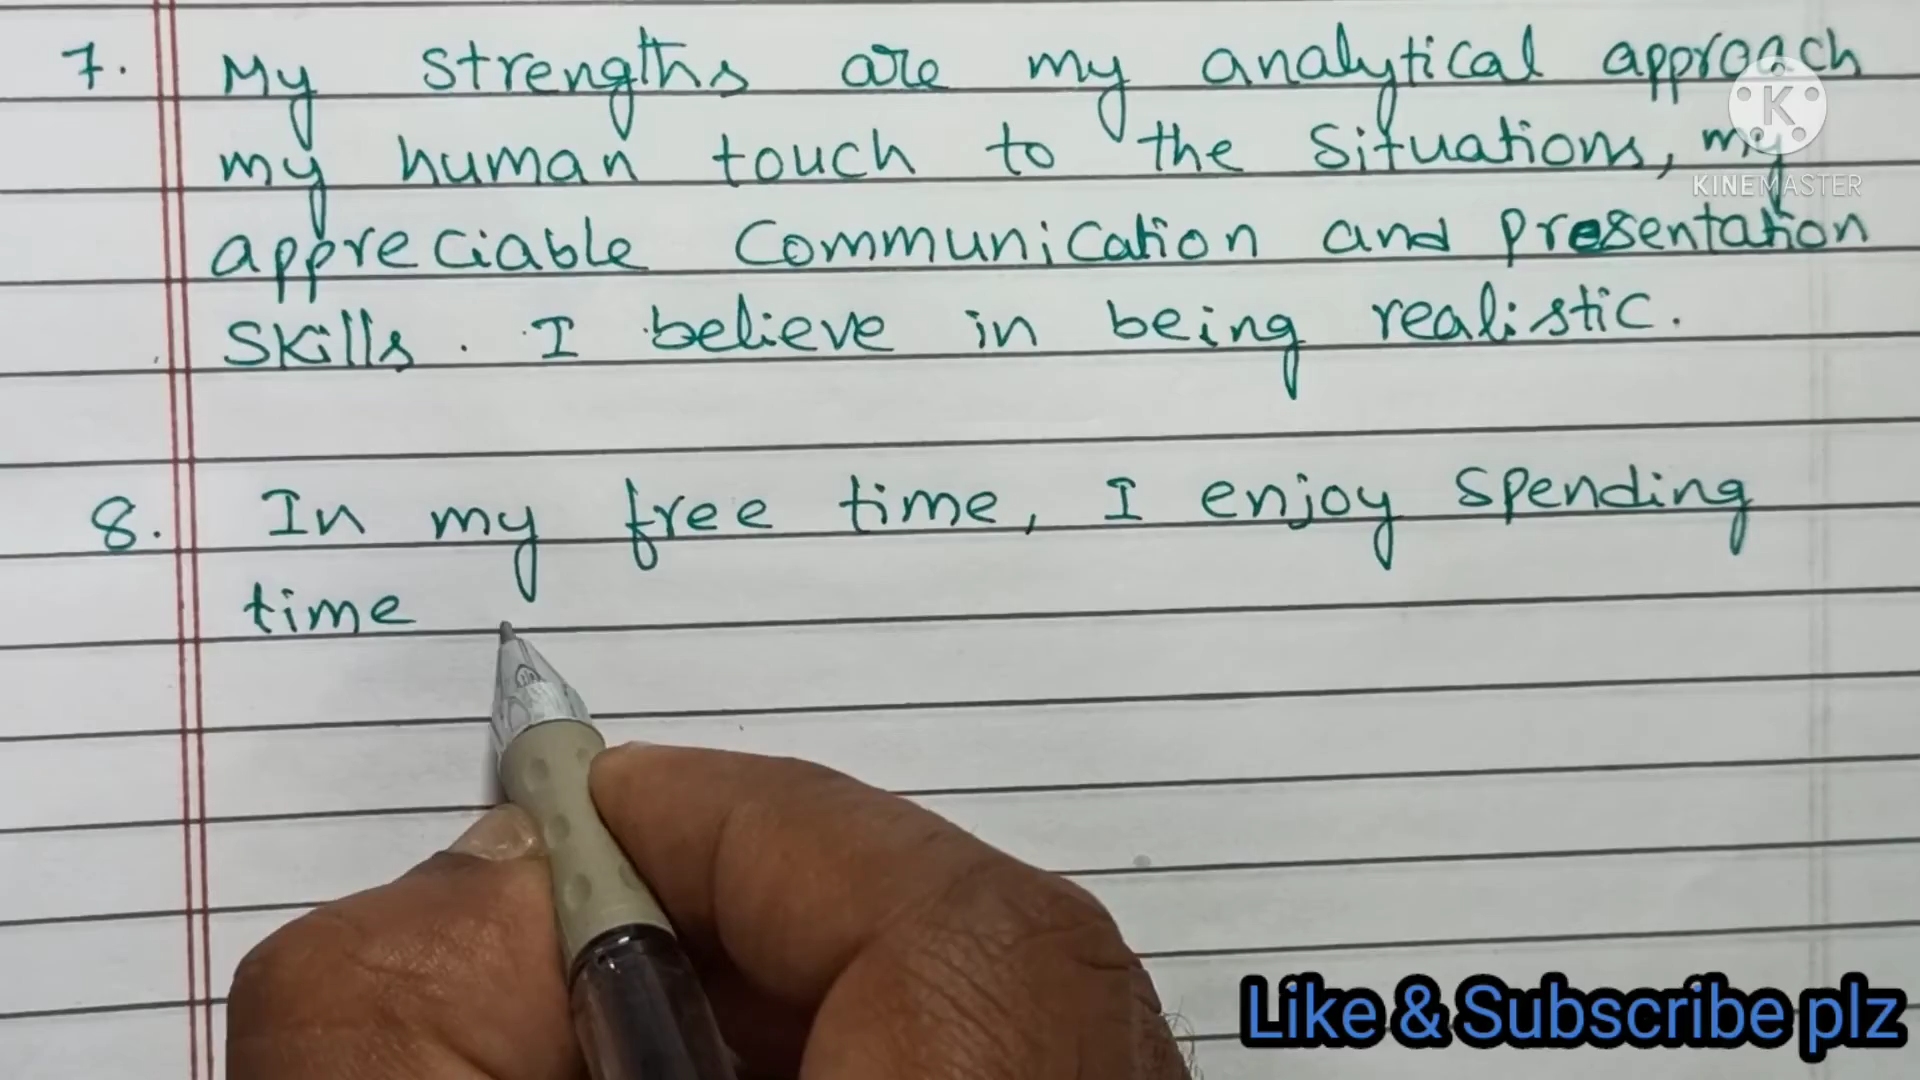 7. My strengths are my analytical approach
my human touch to the situations, my
appreciable communication and presentation
skills. I believe in being realistic.
8. In my free time, I enjoy spending
time
K
KINEMASTER
Like & Subscribe plz